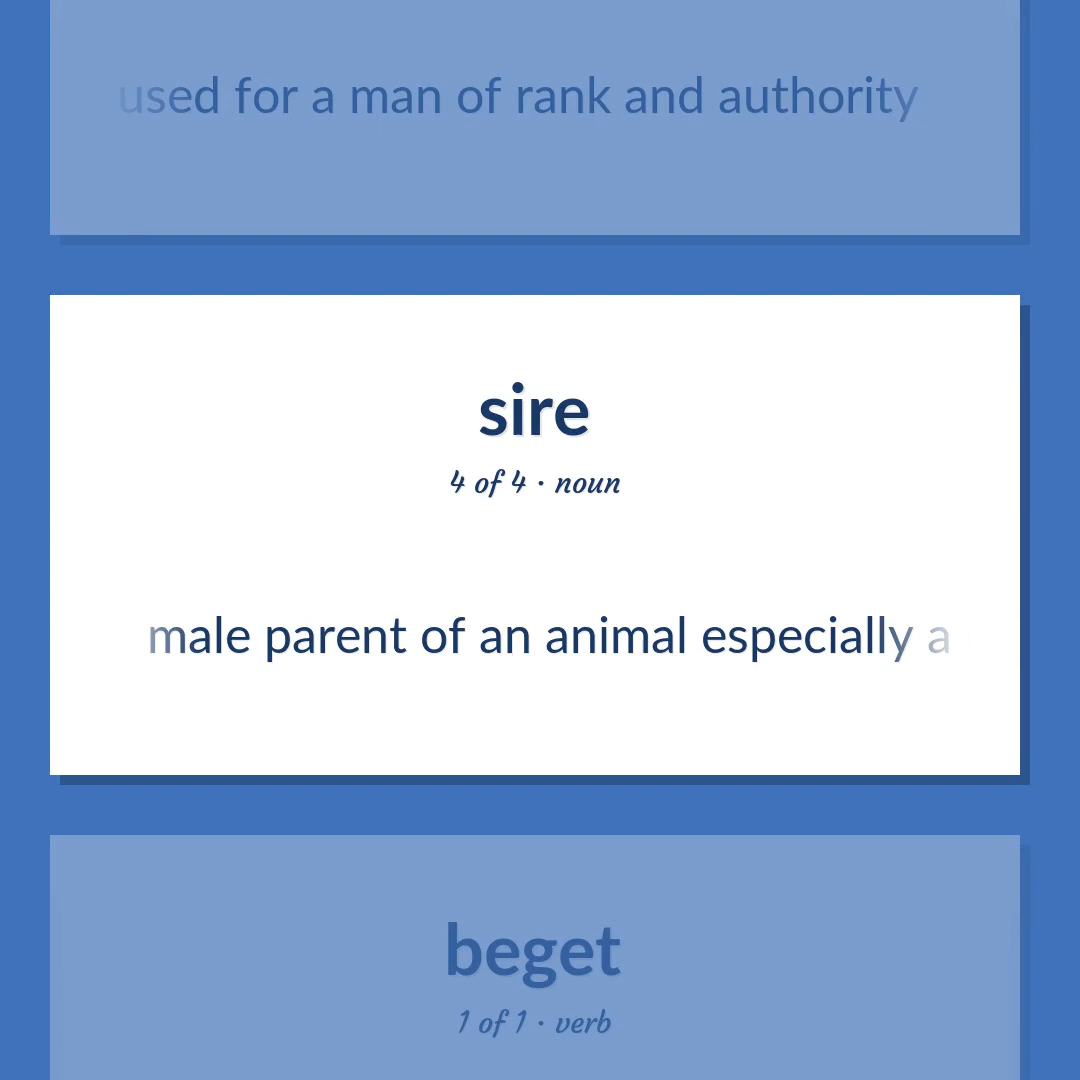 used for a man of rank and authority
sire
4 of 4 · noun
male parent of an animal especially a
beget
1 of 1 · verb